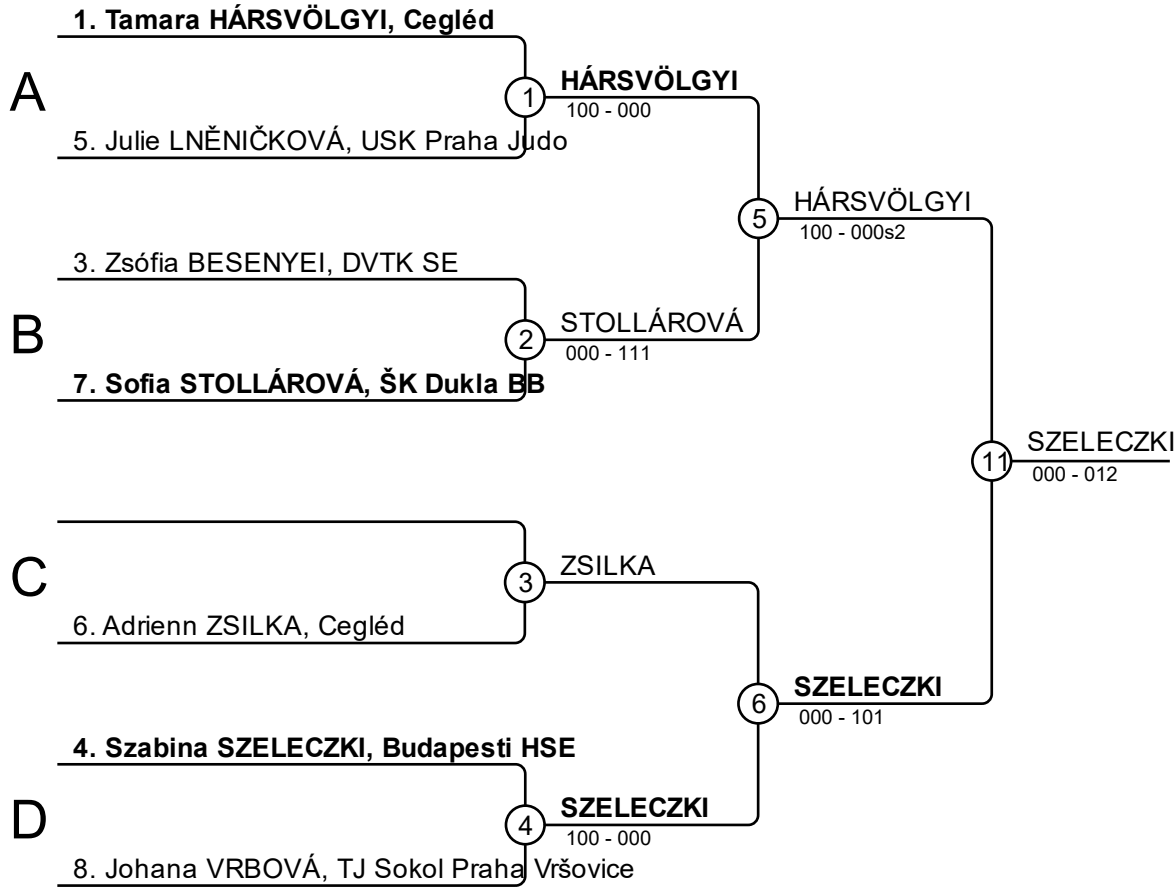 1. Tamara HÁRSVÖLGYI, Cegléd
A
1
HÁRSVÖLGYI
100 - 000
5. Julie LNĚNIČKOVÁ, USK Praha Judo
5
HÁRSVÖLGYI
100 - 000s2
3. Zsófia BESENYEI, DVTK SE
B
2
STOLLÁROVÁ
000 - 111
7. Sofia STOLLÁROVÁ, ŠK Dukla BB
11
SZELECZKI
000 - 012
C
3
ZSILKA
6. Adrienn ZSILKA, Cegléd
6
SZELECZKI
000 - 101
4. Szabina SZELECZKI, Budapesti HSE
D
4
SZELECZKI
100 - 000
8. Johana VRBOVÁ, TJ Sokol Praha Vršovice